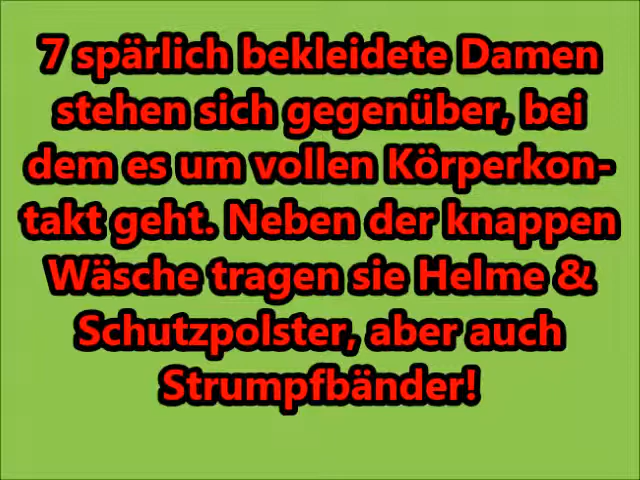 7 spärlich bekleidete Damen
stehen sich gegenüber, bei
dem es um vollen Körperkon-
takt geht. Neben der knappen
Wäsche tragen sie Helme &
Schutzpolster, aber auch
Strumpfbänder!